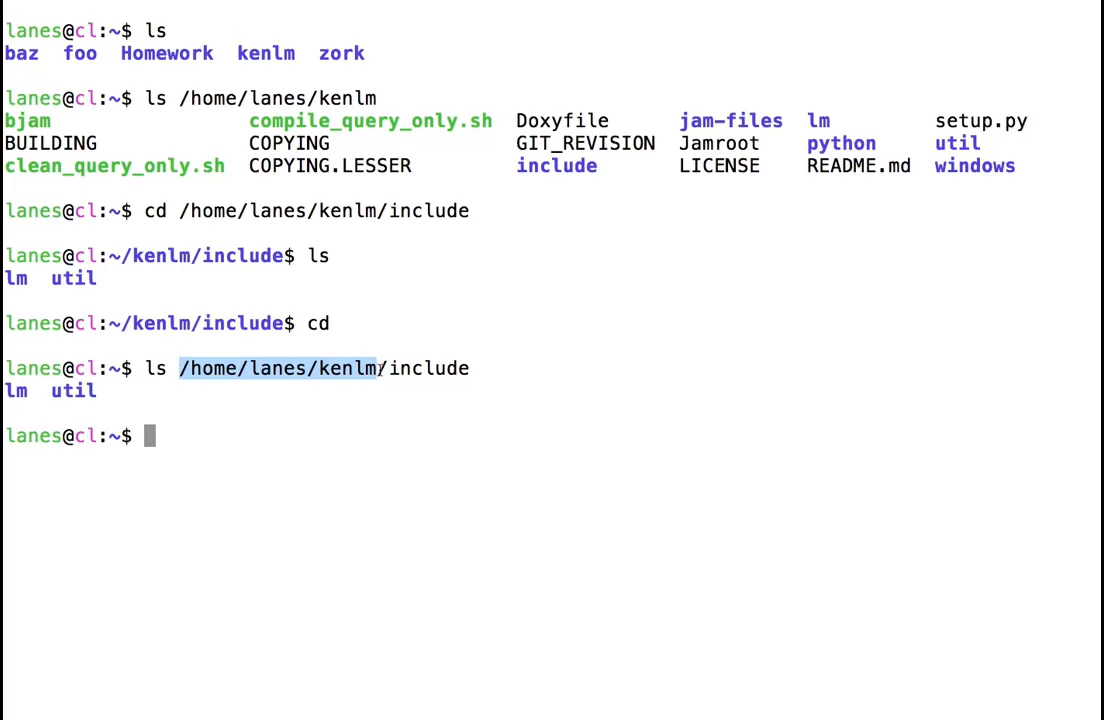 lanes@cl:~$ ls
baz  foo  Homework  kenlm  zork
lanes@cl:~$ ls /home/lanes/kenlm
bjam  compile_query_only.sh  Doxyfile  jam-files  lm  setup.py
BUILDING  COPYING  GIT_REVISION  Jamroot  python  util
clean_query_only.sh  COPYING.LESSER  include  LICENSE  README.md  windows
lanes@cl:~$ cd /home/lanes/kenlm/include
lanes@cl:~/kenlm/include$ ls
lm  util
lanes@cl:~/kenlm/include$ cd
lanes@cl:~$ ls /home/lanes/kenlm/include
lm  util
lanes@cl:~$